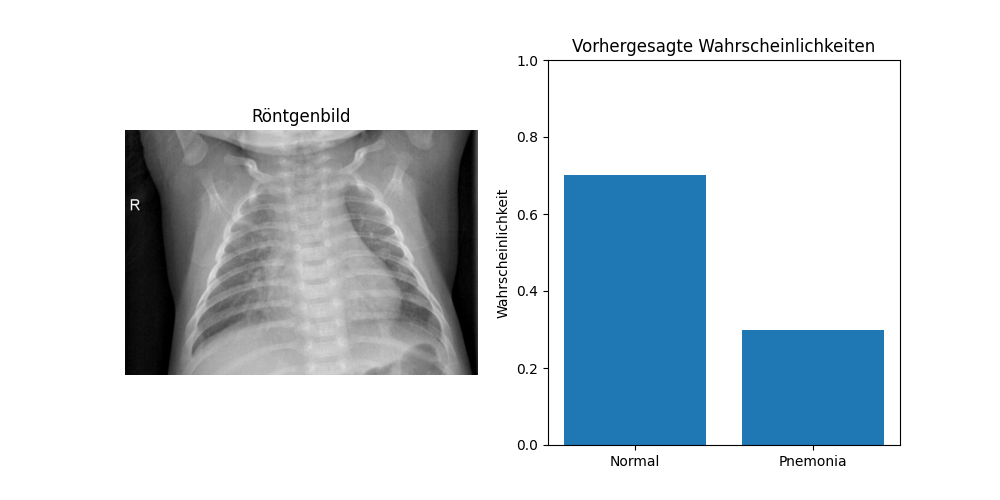 Röntgenbild
R
Vorhergesagte Wahrscheinlichkeiten
Wahrscheinlichkeit
1.0
0.8
0.6
0.4
0.2
0.0
Normal
Pnemonia